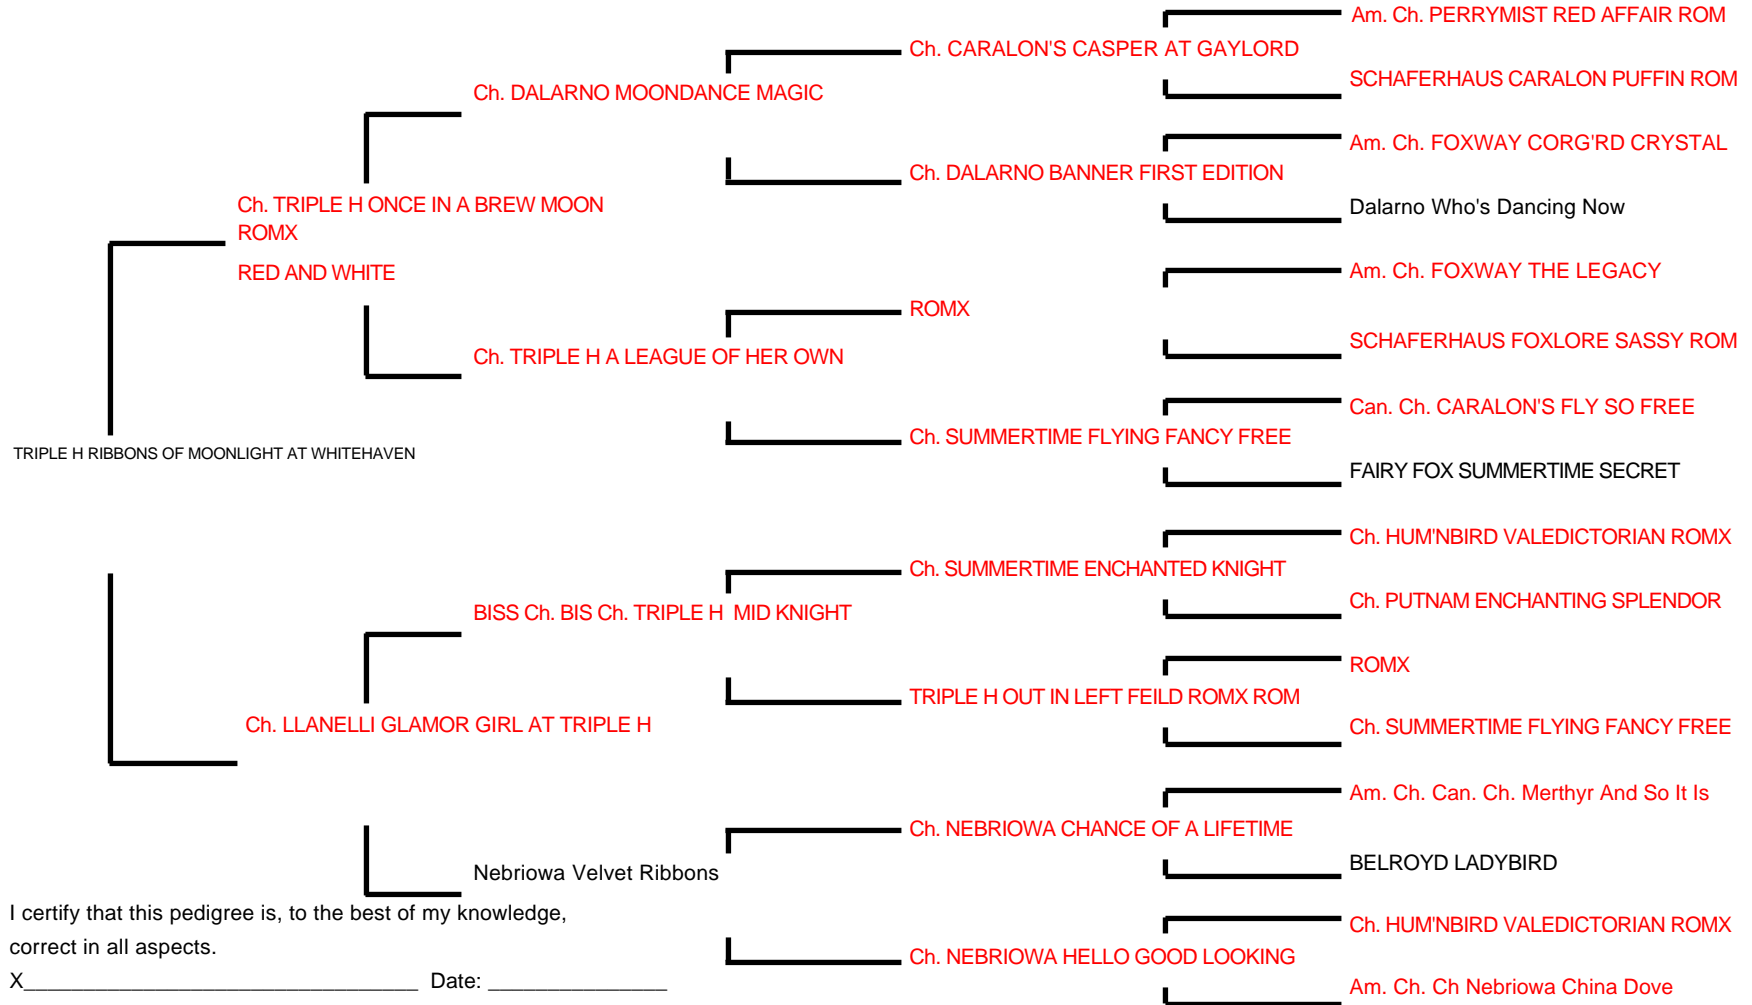 Am. Ch. PERRYMIST RED AFFAIR ROM
Ch. CARALON'S CASPER AT GAYLORD
SCHAFERHAUS CARALON PUFFIN ROM
Ch. DALARNO MOONDANCE MAGIC
Am. Ch. FOXWAY CORG'RD CRYSTAL
Ch. DALARNO BANNER FIRST EDITION
Dalarno Who's Dancing Now
Ch. TRIPLE H ONCE IN A BREW MOON
ROMX
RED AND WHITE
Am. Ch. FOXWAY THE LEGACY
ROMX
SCHAFERHAUS FOXLORE SASSY ROM
Ch. TRIPLE H A LEAGUE OF HER OWN
Can. Ch. CARALON'S FLY SO FREE
Ch. SUMMERTIME FLYING FANCY FREE
FAIRY FOX SUMMERTIME SECRET
TRIPLE H RIBBONS OF MOONLIGHT AT WHITEHAVEN
Ch. HUM'NBIRD VALEDICTORIAN ROMX
Ch. SUMMERTIME ENCHANTED KNIGHT
Ch. PUTNAM ENCHANTING SPLENDOR
BISS Ch. BIS Ch. TRIPLE H  MID KNIGHT
ROMX
TRIPLE H OUT IN LEFT FEILD ROMX ROM
Ch. SUMMERTIME FLYING FANCY FREE
Ch. LLANELLI GLAMOR GIRL AT TRIPLE H
Am. Ch. Can. Ch. Merthyr And So It Is
Ch. NEBRIOWA CHANCE OF A LIFETIME
BELROYD LADYBIRD
Nebriowa Velvet Ribbons
Ch. HUM'NBIRD VALEDICTORIAN ROMX
Ch. NEBRIOWA HELLO GOOD LOOKING
Am. Ch. Ch Nebriowa China Dove
I certify that this pedigree is, to the best of my knowledge,
correct in all aspects.
X_________________________________ Date: _______________